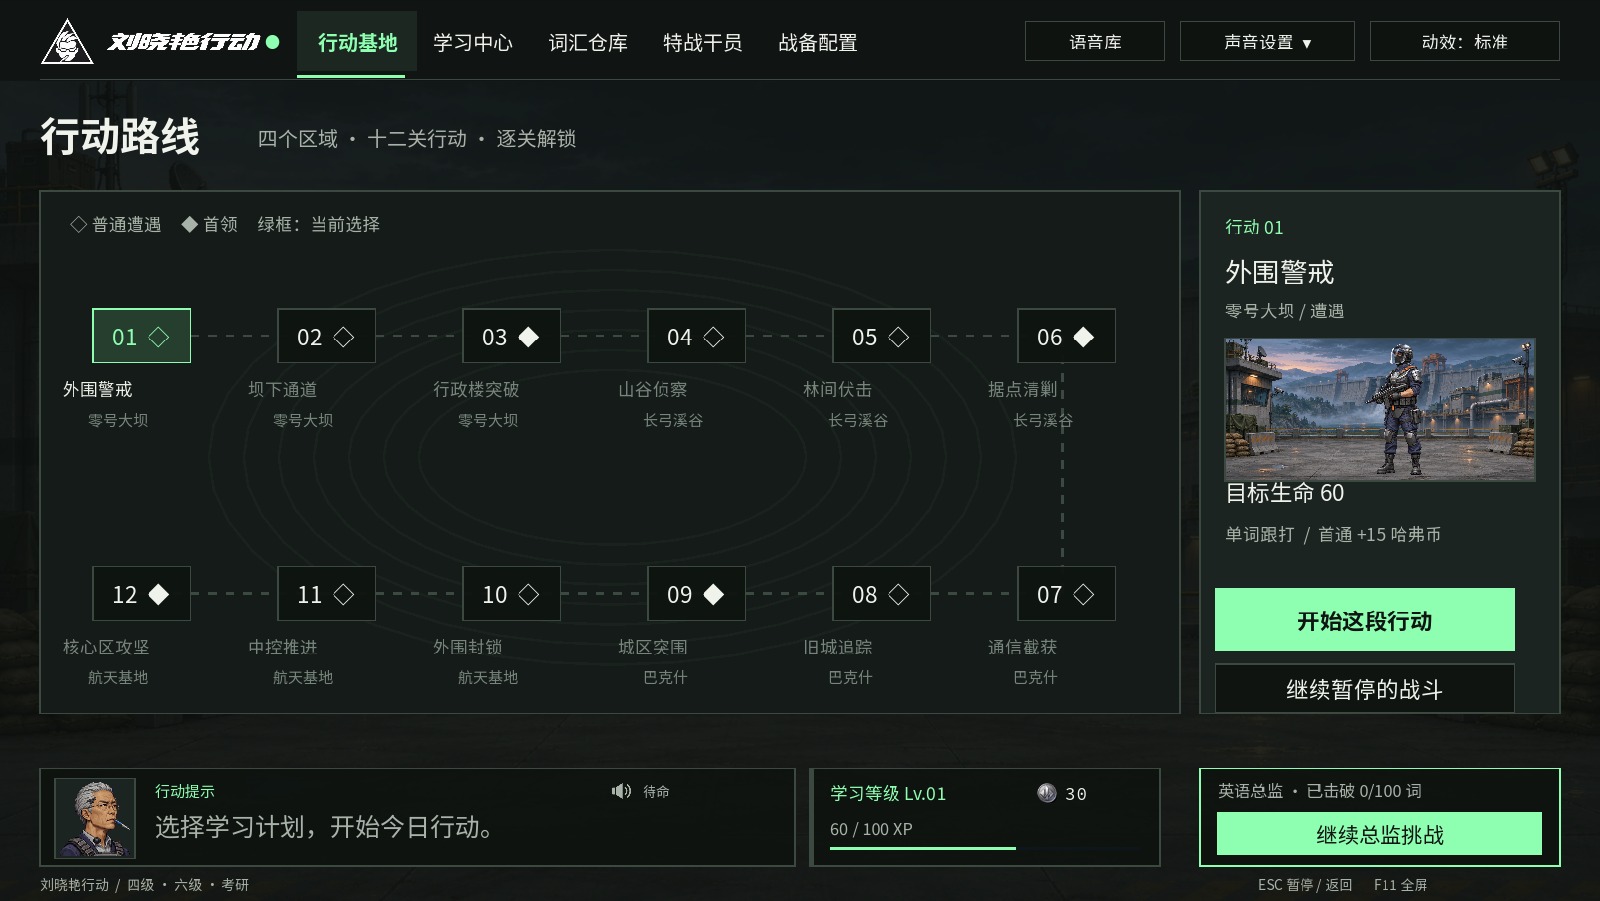 刘晓艳行动 行动基地 学习中心 词汇仓库 特战干员 战备配置 语音库 声音设置 ▼ 动效：标准
行动路线 四个区域 · 十二关行动 · 逐关解锁
◇ 普通遭遇 ◆ 首领 绿框：当前选择
01 ◇ 02 ◇ 03 ◆ 04 ◇ 05 ◇ 06 ◆
外围警戒 坝下通道 行政楼突破 山谷侦察 林间伏击 据点清剿
零号大坝 零号大坝 零号大坝 长弓溪谷 长弓溪谷 长弓溪谷
12 ◆ 11 ◇ 10 ◇ 09 ◆ 08 ◇ 07 ◇
核心区攻坚 中控推进 外围封锁 城区突围 旧城追踪 通信截获
航天基地 航天基地 航天基地 巴克什 巴克什 巴克什
行动 01
外围警戒
零号大坝 / 遭遇
目标生命 60
单词跟打 / 首通 +15 哈弗币
开始这段行动
继续暂停的战斗
行动提示 待命
选择学习计划，开始今日行动。
学习等级 Lv.01 30
60 / 100 XP
英语总监 · 已击破 0/100 词
继续总监挑战
刘晓艳行动 / 四级 · 六级 · 考研
ESC 暂停 / 返回 F11 全屏